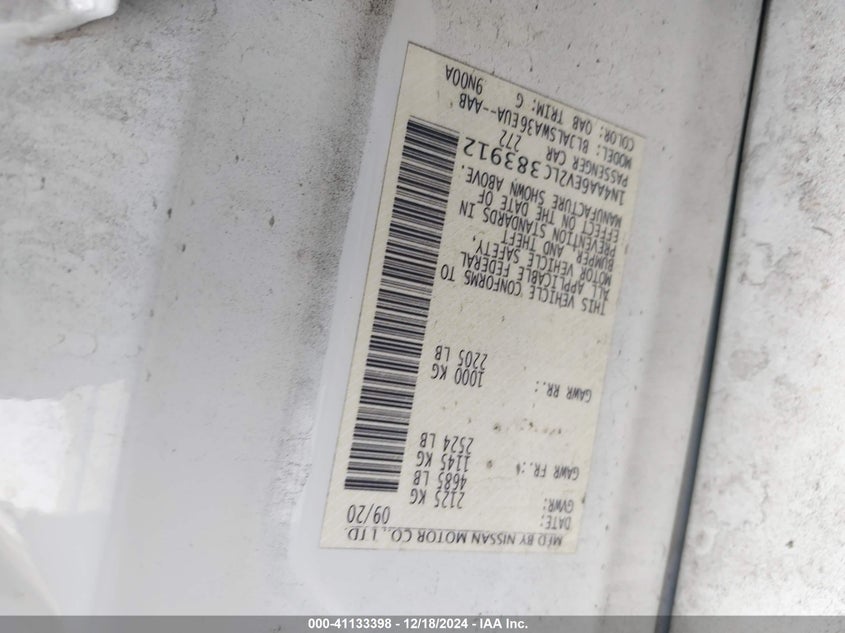 MFD BY NISSAN MOTOR CO., LTD.
DATE: 09/20
GVWR: 2125 KG
4685 LB
GAWR FR.: 1145 KG
2524 LB
GAWR RR.: 1000 KG
2205 LB
THIS VEHICLE CONFORMS TO
ALL APPLICABLE FEDERAL
MOTOR VEHICLE SAFETY,
BUMPER AND THEFT
PREVENTION STANDARDS IN
EFFECT ON THE DATE OF
MANUFACTURE SHOWN ABOVE.
1N4AA6EV2LC383912
PASSENGER CAR 272
MODEL: BLJALSWA36EUA--AAB
COLOR: QAB TRIM: G 9N00A
000-41133398 - 12/18/2024 - IAA Inc.